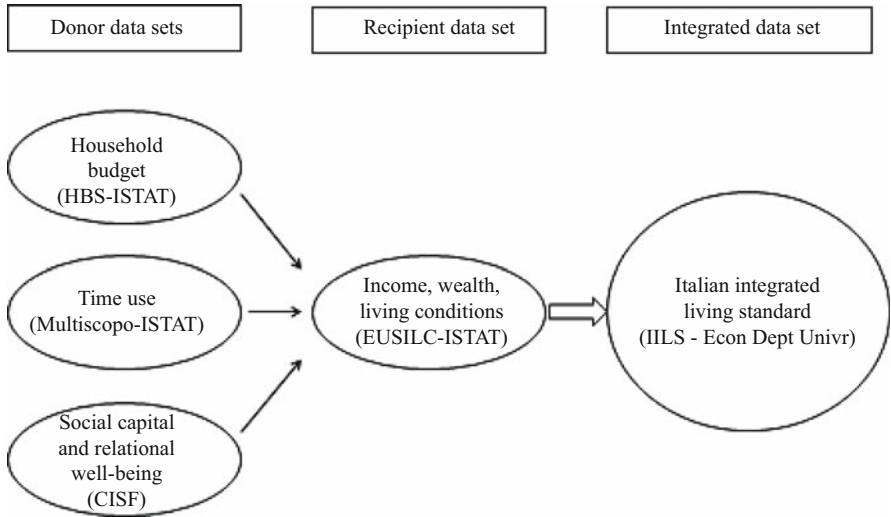 Donor data sets
Recipient data set
Integrated data set
Household
budget
(HBS-ISTAT)
Time use
(Multiscopo-ISTAT)
Social capital
and relational
well-being
(CISF)
Income, wealth,
living conditions
(EUSILC-ISTAT)
Italian integrated
living standard
(IILS - Econ Dept Univr)